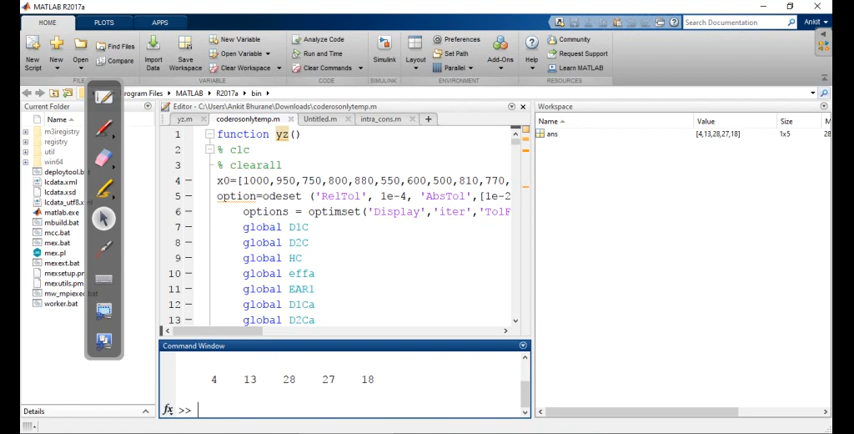 MATLAB R2017a
HOME PLOTS APPS
Search Documentation
Ankit
New Script
New
Open
Find Files
Compare
Import Data
Save Workspace
New Variable
Open Variable
Clear Workspace
Analyze Code
Run and Time
Clear Commands
Simulink
Layout
Preferences
Set Path
Parallel
Add-Ons
Help
Community
Request Support
Learn MATLAB
FILE VARIABLE CODE SIMULINK ENVIRONMENT RESOURCES
rogram Files MATLAB R2017a bin
Current Folder
Name
m3iregistry
registry
util
win64
deploytool.b
lcdata.xml
lcdata.xsd
lcdata_utf8.x
matlab.exe
mbuild.bat
mcc.bat
mex.bat
mex.pl
mexext.bat
mexsetup.pm
mexutils.pm
mw_mpiexec.bat
worker.bat
Details
Editor - C:\Users\Ankit Bhurane\Downloads\coderosonlytemp.m
yz.m coderosonlytemp.m Untitled.m intra_cons.m
1 function yz()
2 % clc
3 % clearall
4 x0=[1000,950,750,800,880,550,600,500,810,770,
5 option=odeset ('RelTol', 1e-4, 'AbsTol',[1e-2
6 options = optimset('Display','iter','TolF
7 global D1C
8 global D2C
9 global HC
10 global effa
11 global EAR1
12 global D1Ca
13 global D2Ca
Command Window
4 13 28 27 18
fx >>
Workspace
Name Value Size M
ans [4,13,28,27,18] 1x5 28